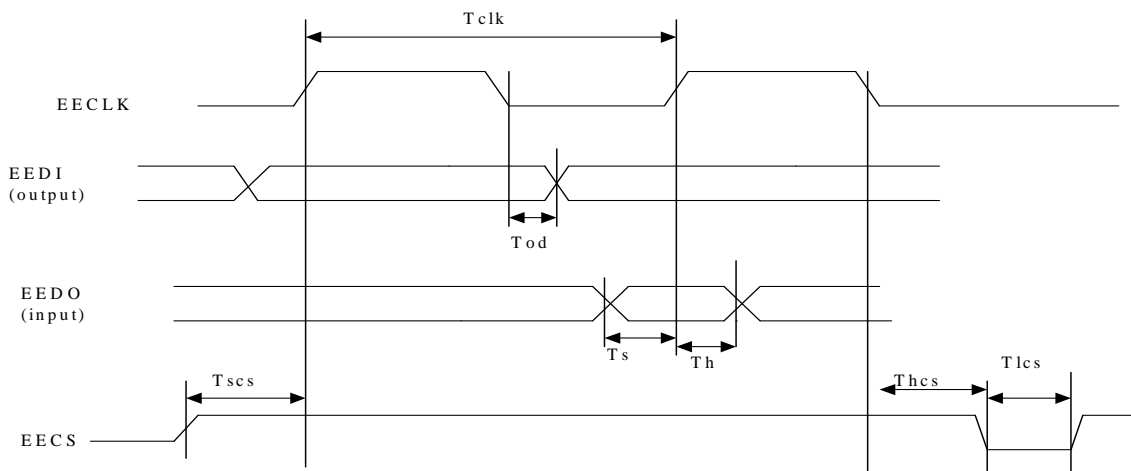 Tclk
EECLK
EEDI
(output)
Tod
EEDO
(input)
Ts
Th
Tscs
Thcs
Tlcs
EECS